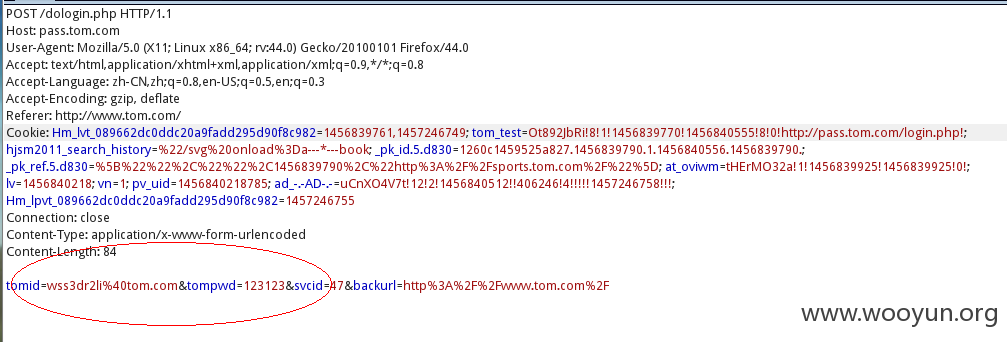 POST /dologin.php HTTP/1.1
Host: pass.tom.com
User-Agent: Mozilla/5.0 (X11; Linux x86_64; rv:44.0) Gecko/20100101 Firefox/44.0
Accept: text/html,application/xhtml+xml,application/xml;q=0.9,*/*;q=0.8
Accept-Language: zh-CN,zh;q=0.8,en-US;q=0.5,en;q=0.3
Accept-Encoding: gzip, deflate
Referer: http://www.tom.com/
Cookie: Hm_lvt_089662dc0ddc20a9fadd295d90f8c982=1456839761,1457246749; tom_test=Ot892JbRi!8!1!1456839770!1456840555!8!0!http://pass.tom.com/login.php!;
hjsm2011_search_history=%22/svg%20onload%3Da---*---book; _pk_id.5.d830=1260c1459525a827.1456839790.1.1456840556.1456839790.;
_pk_ref.5.d830=%5B%22%22%2C%22%22%2C1456839790%2C%22http%3A%2F%2Fsports.tom.com%2F%22%5D; at_oviwm=tHErMO32a!1!1456839925!1456839925!0!;
lv=1456840218; vn=1; pv_uid=1456840218785; ad_-.-AD-.-=uCnXO4V7t!12!2!1456840512!!406246!4!!!!!1457246758!!!;
Hm_lpvt_089662dc0ddc20a9fadd295d90f8c982=1457246755
Connection: close
Content-Type: application/x-www-form-urlencoded
Content-Length: 84
tomid=wss3dr2li%40tom.com&tompwd=123123&svcid=47&backurl=http%3A%2F%2Fwww.tom.com%2F
www.wooyun.org